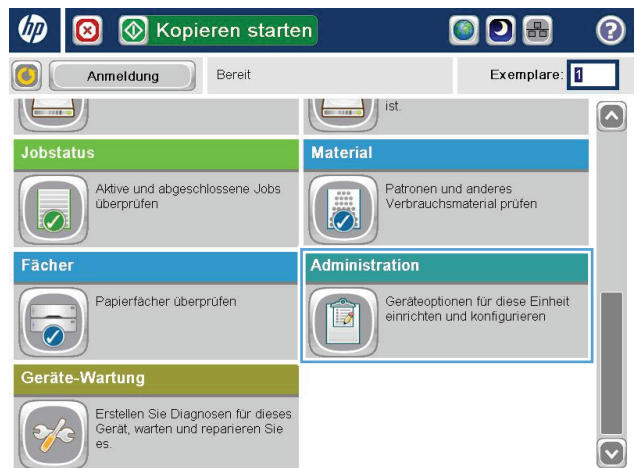 hp
Kopieren starten
?
Anmeldung
Bereit
Exemplare: 1
ist.
Jobstatus
Material
Aktive und abgeschlossene Jobs
überprüfen
Patronen und anderes
Verbrauchsmaterial prüfen
Fächer
Administration
Papierfächer überprüfen
Geräteoptionen für diese Einheit
einrichten und konfigurieren
Geräte-Wartung
Erstellen Sie Diagnosen für dieses
Gerät, warten und reparieren Sie
es.